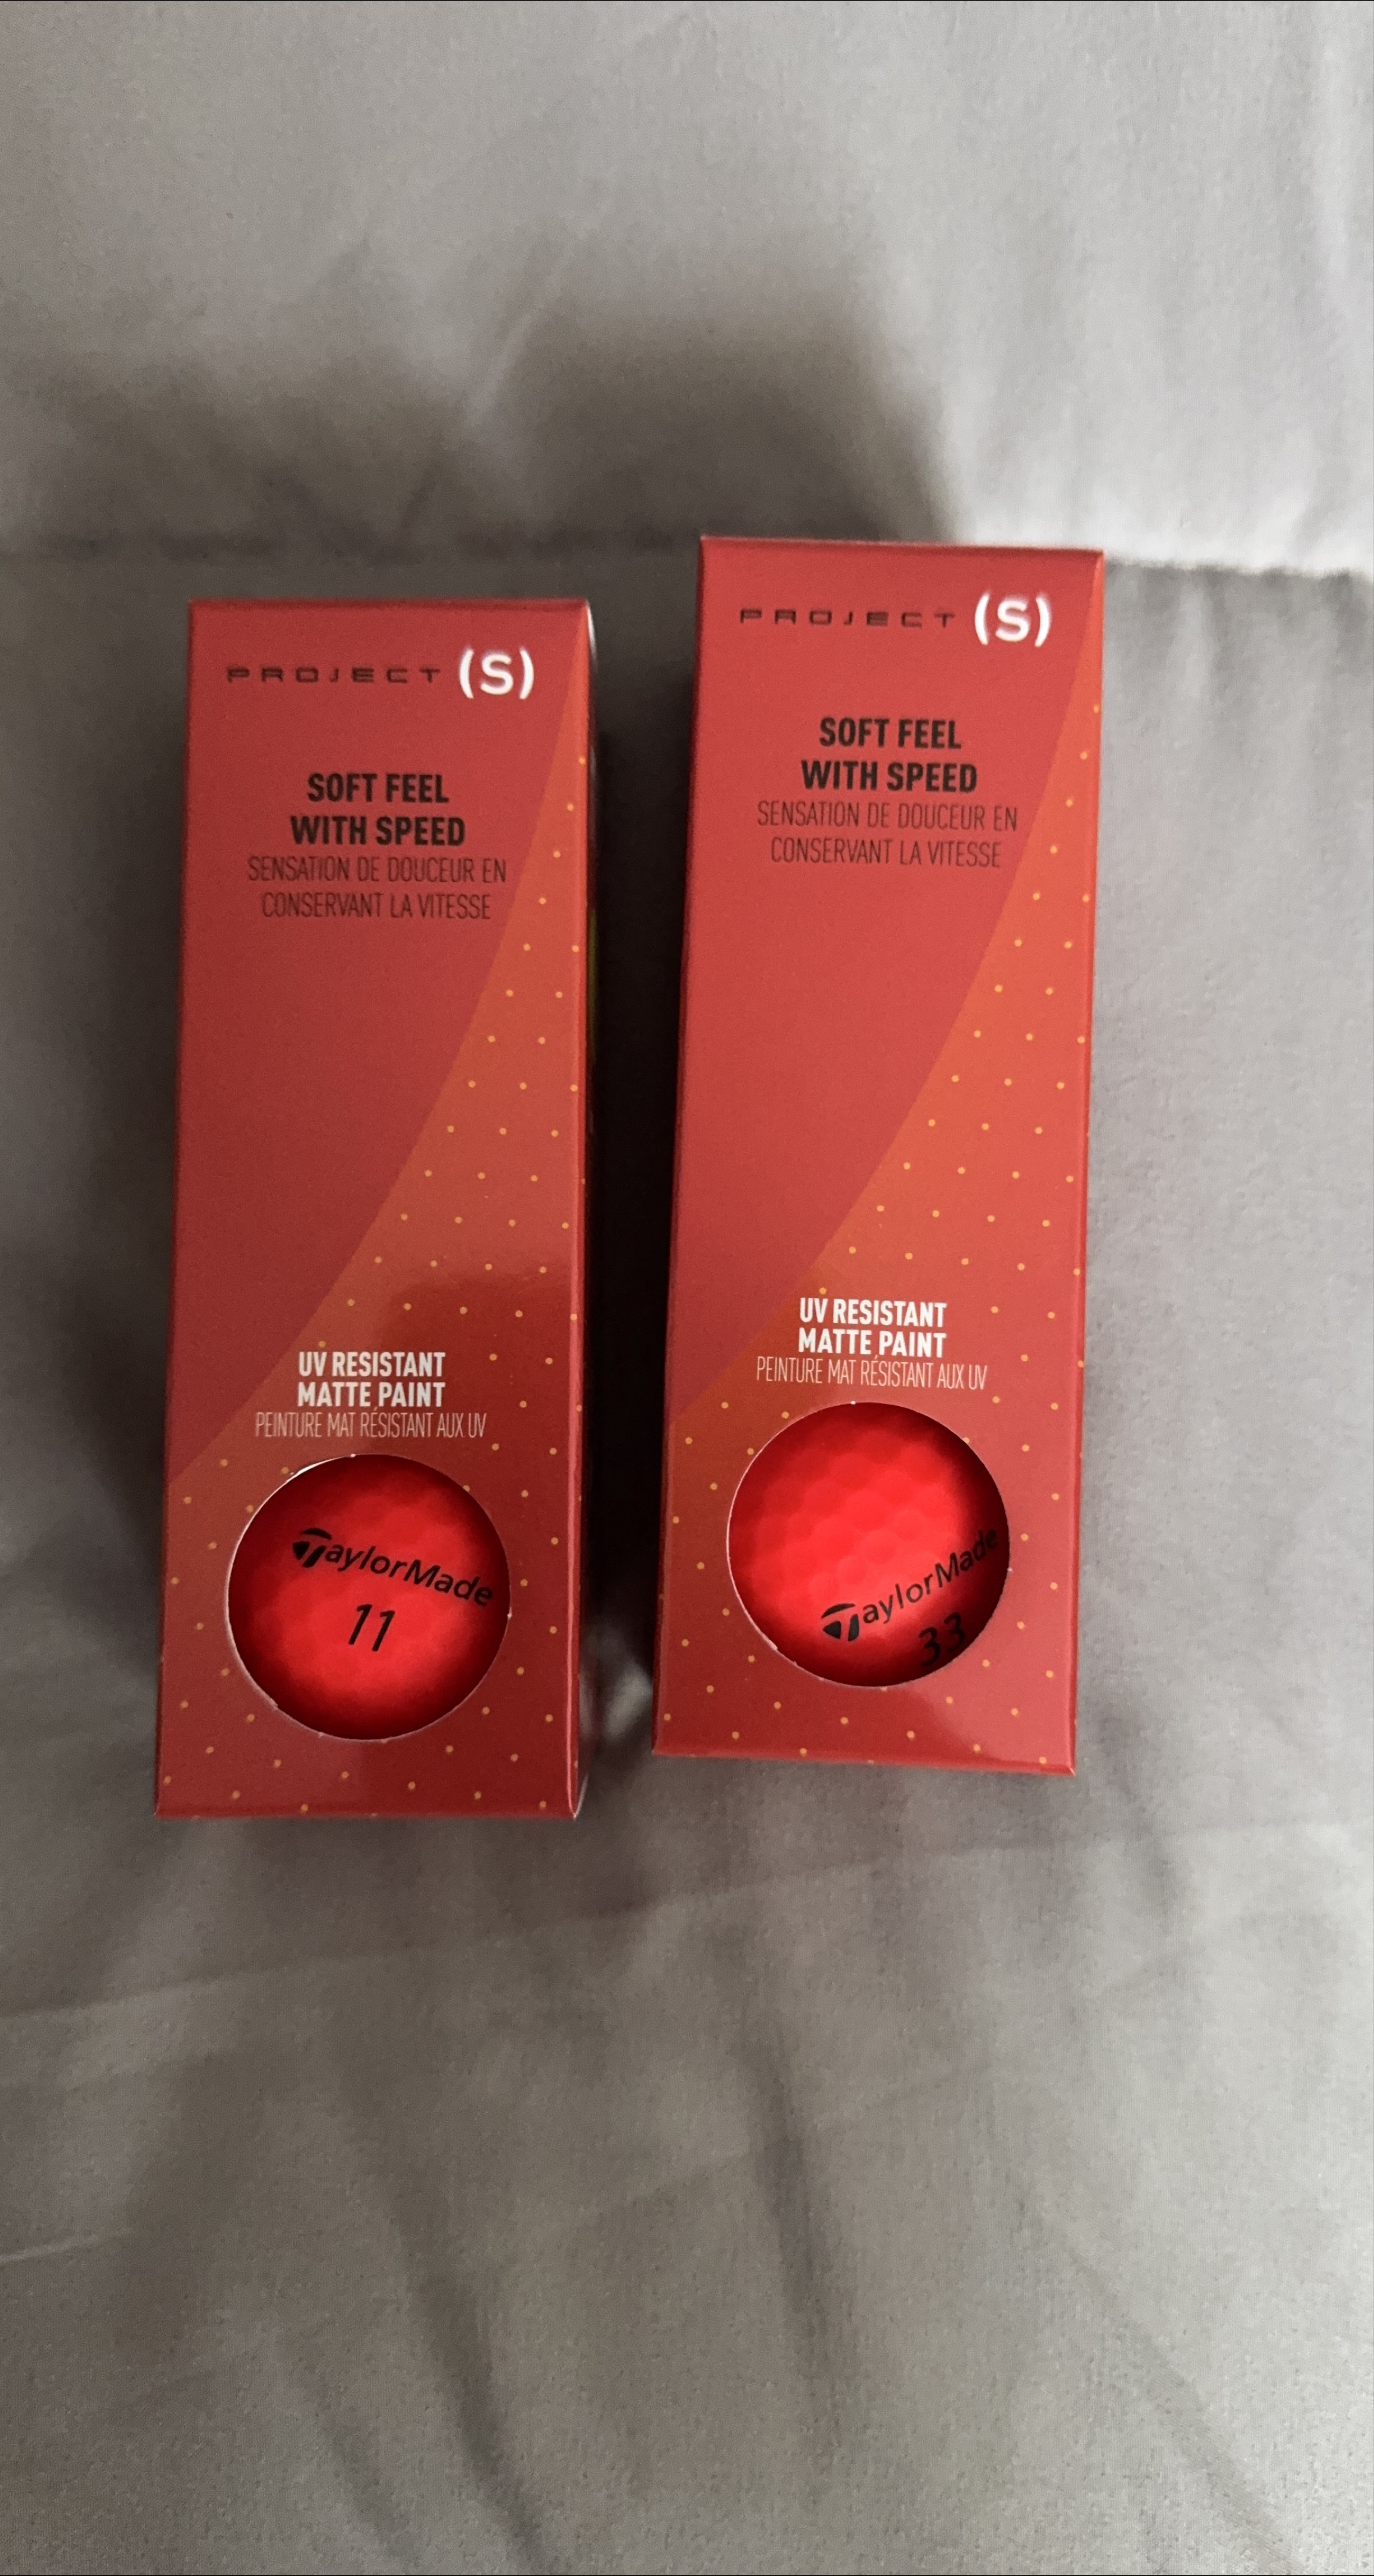 PROJECT (S)
SOFT FEEL
WITH SPEED
SENSATION DE DOUCEUR EN
CONSERVANT LA VITESSE
UV RESISTANT
MATTE PAINT
PEINTURE MAT RÉSISTANT AUX UV
TaylorMade
11
PROJECT (S)
SOFT FEEL
WITH SPEED
SENSATION DE DOUCEUR EN
CONSERVANT LA VITESSE
UV RESISTANT
MATTE PAINT
PEINTURE MAT RÉSISTANT AUX UV
TaylorMade
33